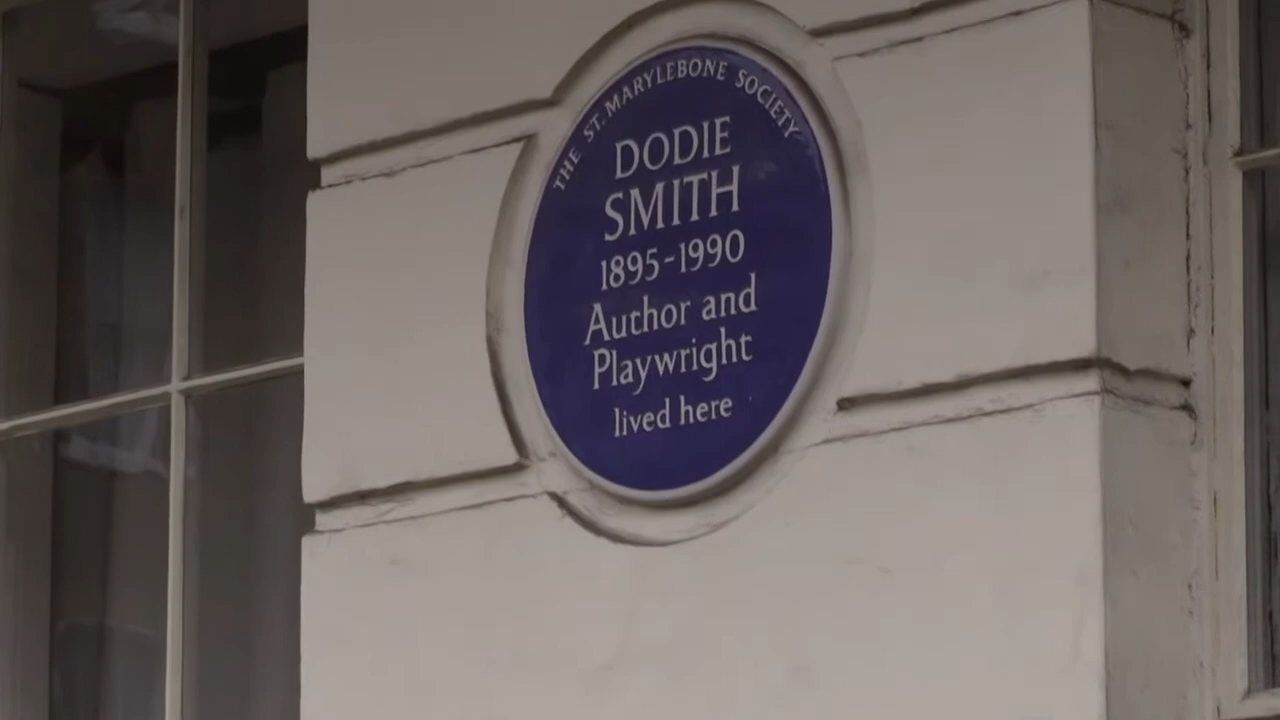 THE ST. MARYLEBONE SOCIETY
DODIE
SMITH
1895-1990
Author and
Playwright
lived here